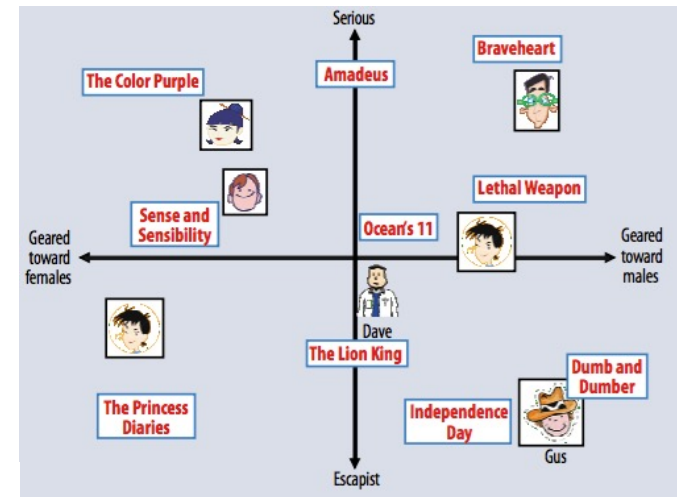 Serious
Braveheart
Amadeus
The Color Purple
Lethal Weapon
Sense and
Sensibility
Ocean's 11
Geared
toward
females
Geared
toward
males
Dave
The Lion King
Dumb and
Dumber
The Princess
Diaries
Independence
Day
Gus
Escapist